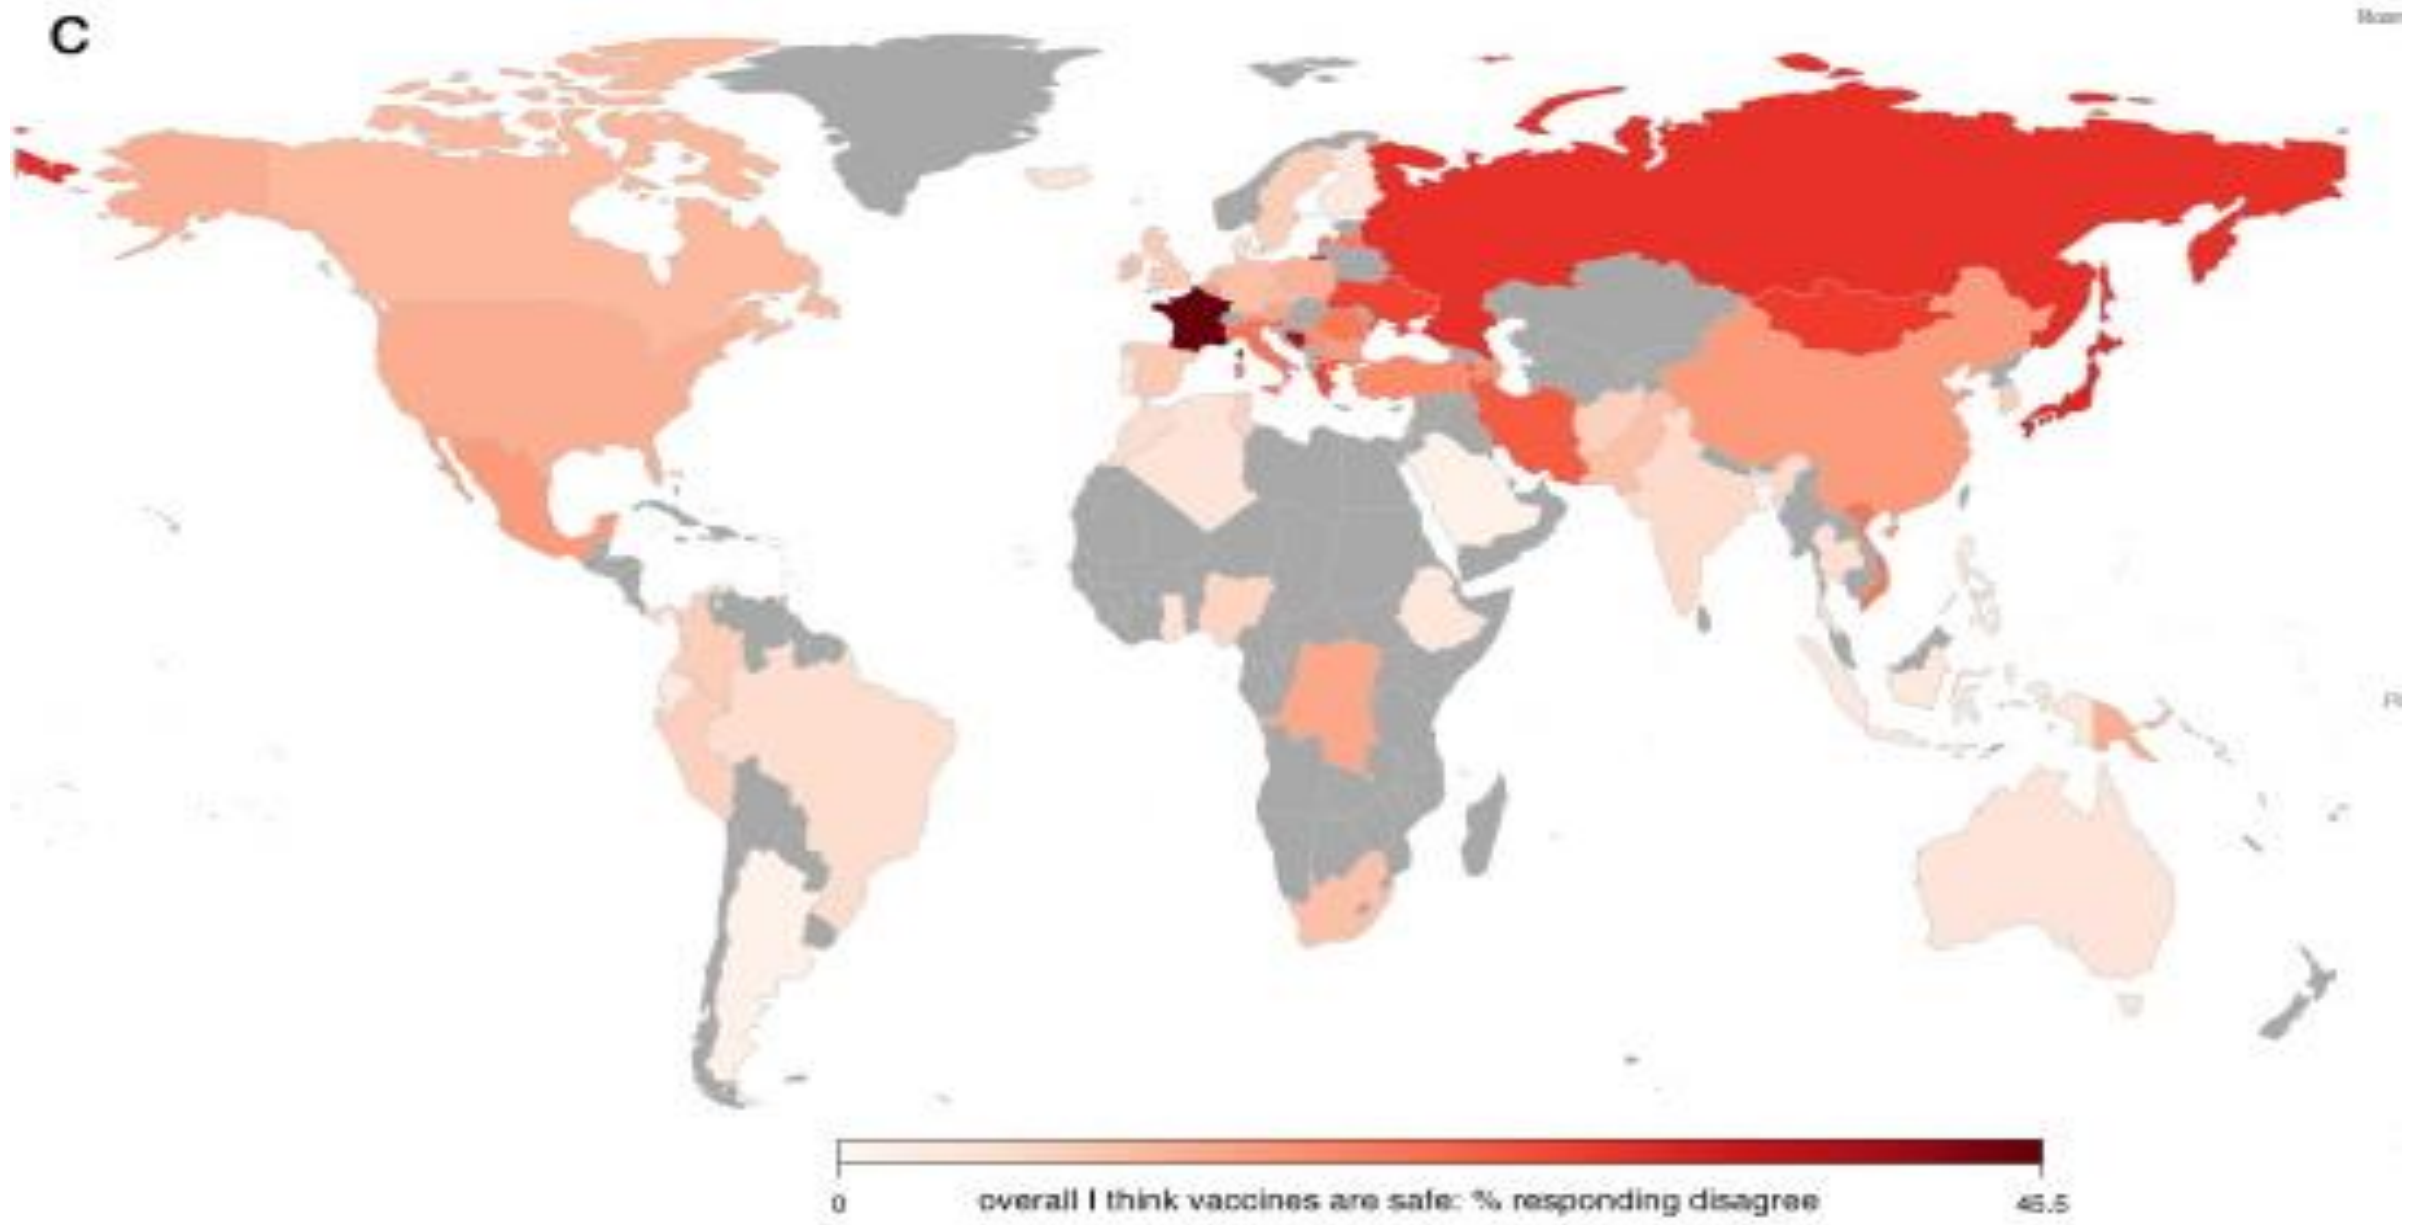 C
0
overall I think vaccines are safe: % responding disagree
45.5